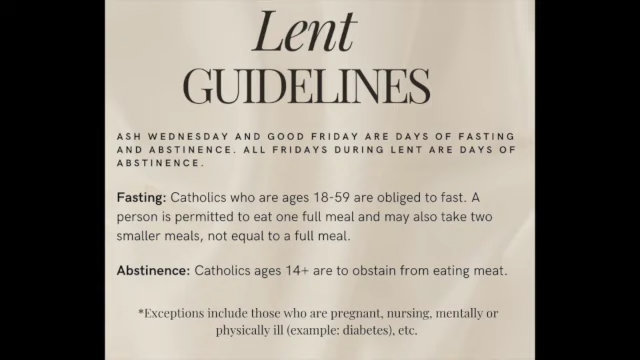 Lent
GUIDELINES
ASH WEDNESDAY AND GOOD FRIDAY ARE DAYS OF FASTING
AND ABSTINENCE. ALL FRIDAYS DURING LENT ARE DAYS OF
ABSTINENCE.
Fasting: Catholics who are ages 18-59 are obliged to fast. A
person is permitted to eat one full meal and may also take two
smaller meals, not equal to a full meal.
Abstinence: Catholics ages 14+ are to obstain from eating meat.
*Exceptions include those who are pregnant, nursing, mentally or
physically ill (example: diabetes), etc.